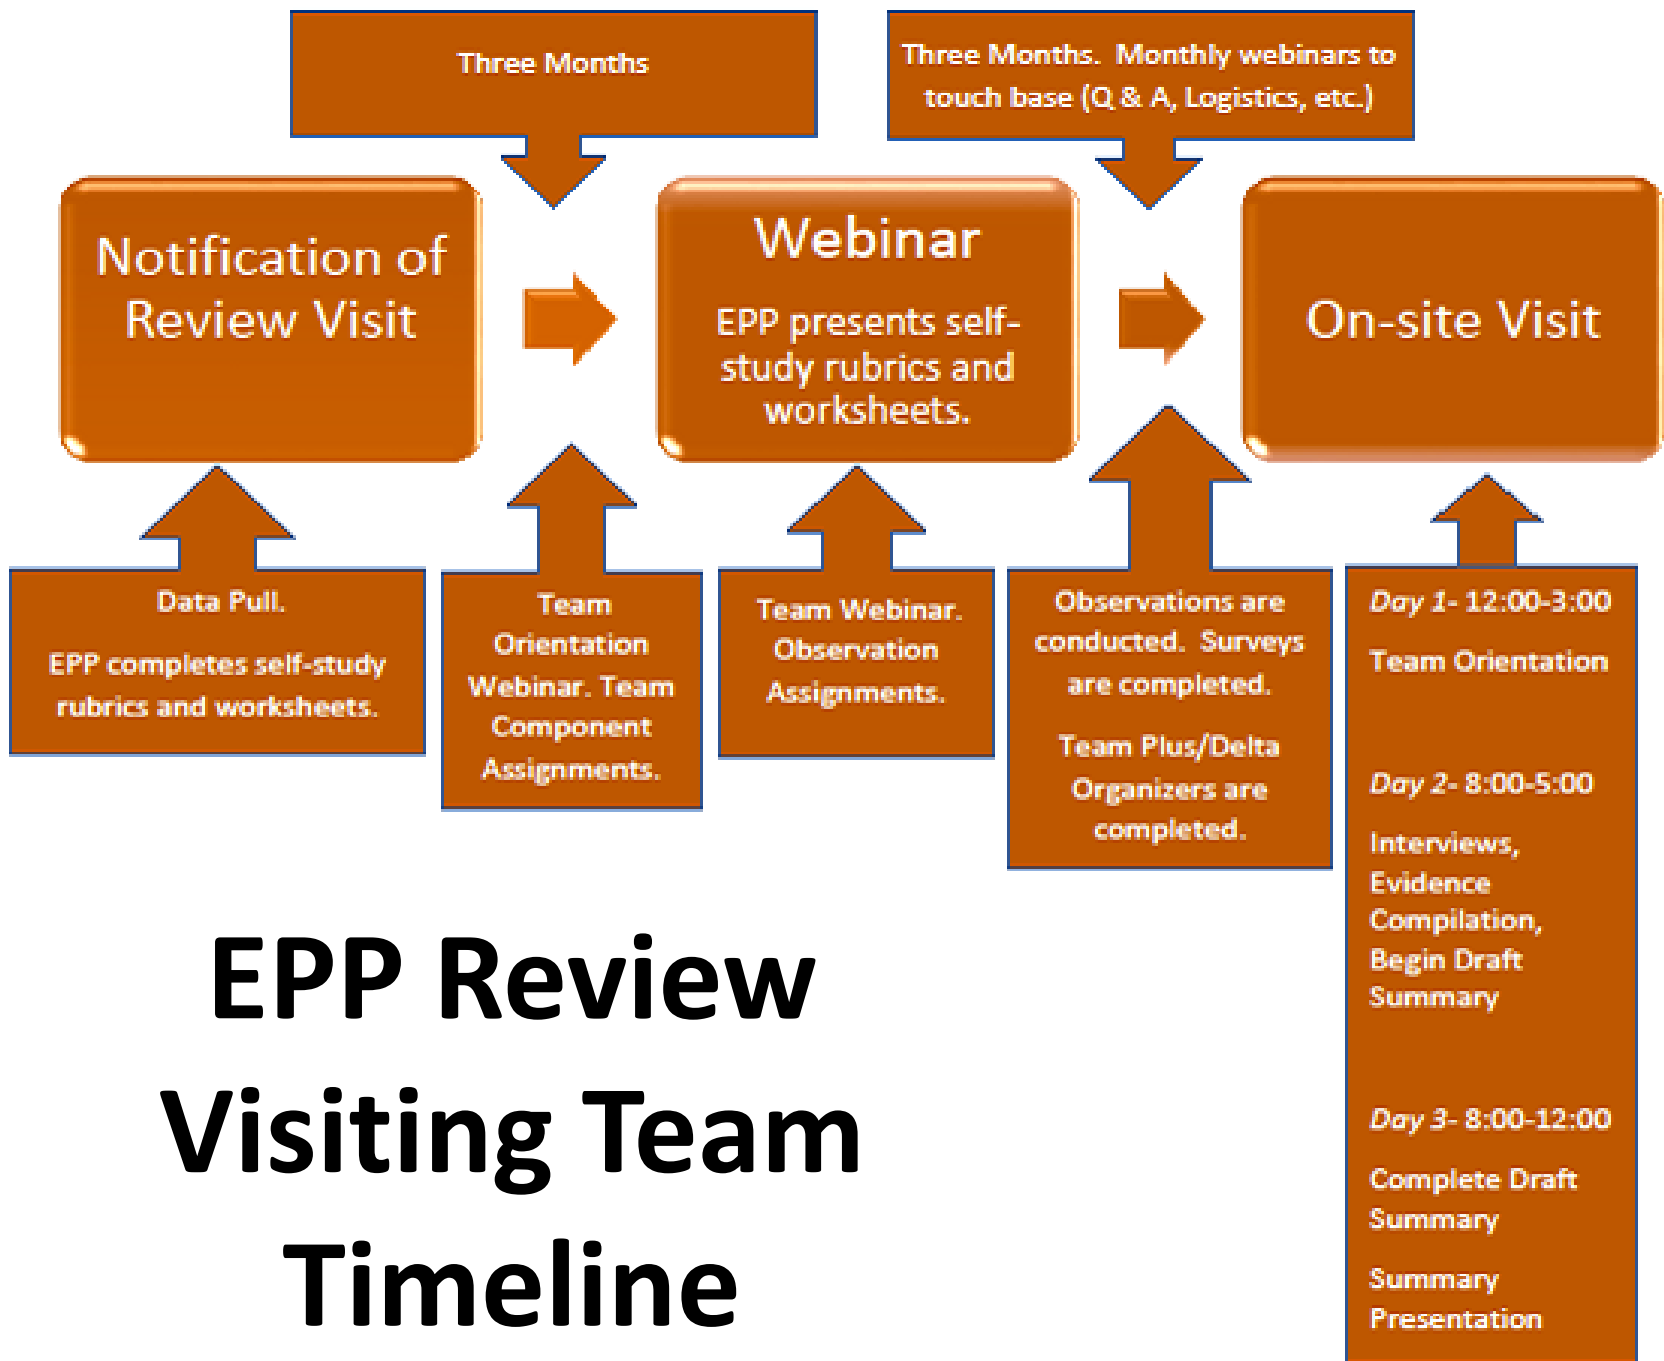 Three Months
Three Months.  Monthly webinars to
touch base (Q & A, Logistics, etc.)
Notification of
Review Visit
Webinar
EPP presents self-
study rubrics and
worksheets.
On-site Visit
Data Pull.
EPP completes self-study
rubrics and worksheets.
Team
Orientation
Webinar. Team
Component
Assignments.
Team Webinar.
Observation
Assignments.
Observations are
conducted.  Surveys
are completed.
Team Plus/Delta
Organizers are
completed.
Day 1- 12:00-3:00
Team Orientation
Day 2- 8:00-5:00
Interviews,
Evidence
Compilation,
Begin Draft
Summary
Day 3- 8:00-12:00
Complete Draft
Summary
Summary
Presentation
EPP Review
Visiting Team
Timeline